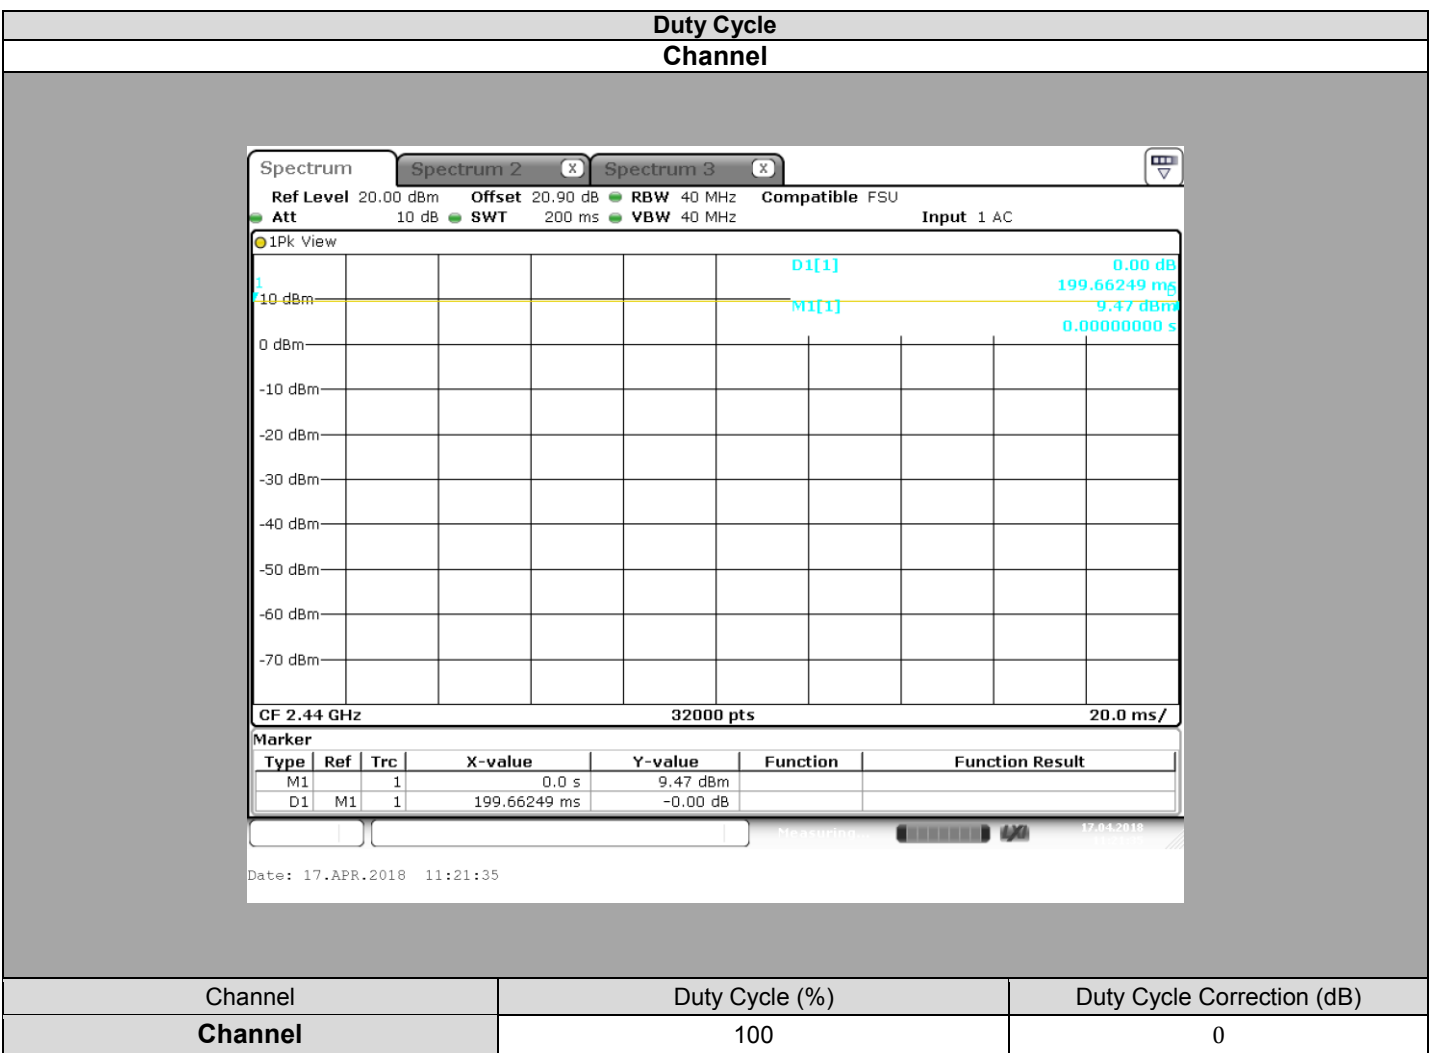 Duty Cycle
Channel
Spectrum Spectrum 2 X Spectrum 3 X
Ref Level 20.00 dBm Offset 20.90 dB RBW 40 MHz Compatible FSU
Att 10 dB SWT 200 ms VBW 40 MHz Input 1 AC
1Pk View
D1[1] 0.00 dB
1 199.66249 ms
10 dBm M1[1] 9.47 dBm
0.00000000 s
0 dBm
-10 dBm
-20 dBm
-30 dBm
-40 dBm
-50 dBm
-60 dBm
-70 dBm
CF 2.44 GHz 32000 pts 20.0 ms/
Marker
Type Ref Trc X-value Y-value Function Function Result
M1 1 0.0 s 9.47 dBm
D1 M1 1 199.66249 ms -0.00 dB
Measuring... LXI 17.04.2018
Date: 17.APR.2018 11:21:35
Channel Duty Cycle (%) Duty Cycle Correction (dB)
Channel 100 0